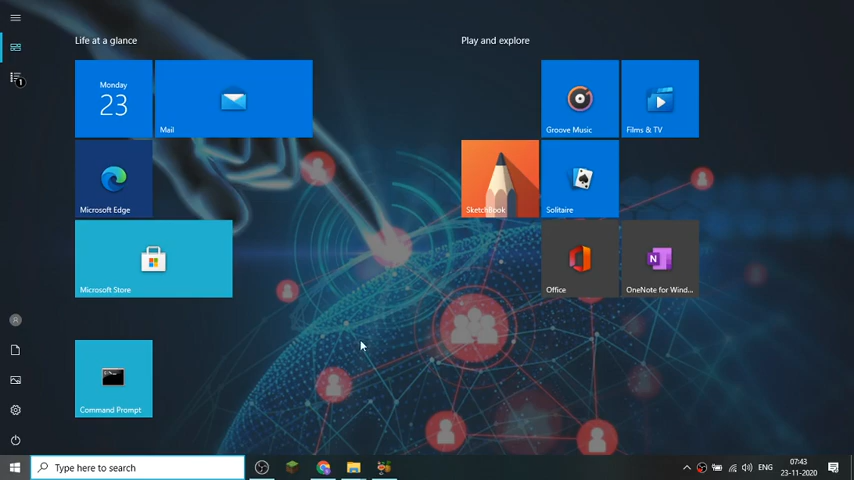 Life at a glance
Play and explore
Monday
23
Mail
Groove Music
Films & TV
1
Microsoft Edge
SketchBook
Solitaire
Microsoft Store
Office
OneNote for Wind...
Command Prompt
Type here to search
ENG
07:43
23-11-2020